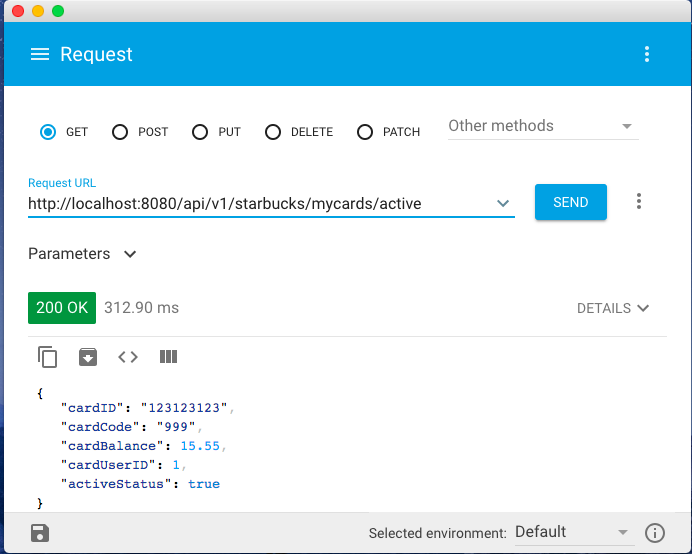 Request
GET POST PUT DELETE PATCH Other methods
Request URL
http://localhost:8080/api/v1/starbucks/mycards/active
SEND
Parameters
200 OK 312.90 ms DETAILS
{
"cardID": "123123123",
"cardCode": "999",
"cardBalance": 15.55,
"cardUserID": 1,
"activeStatus": true
}
Selected environment: Default